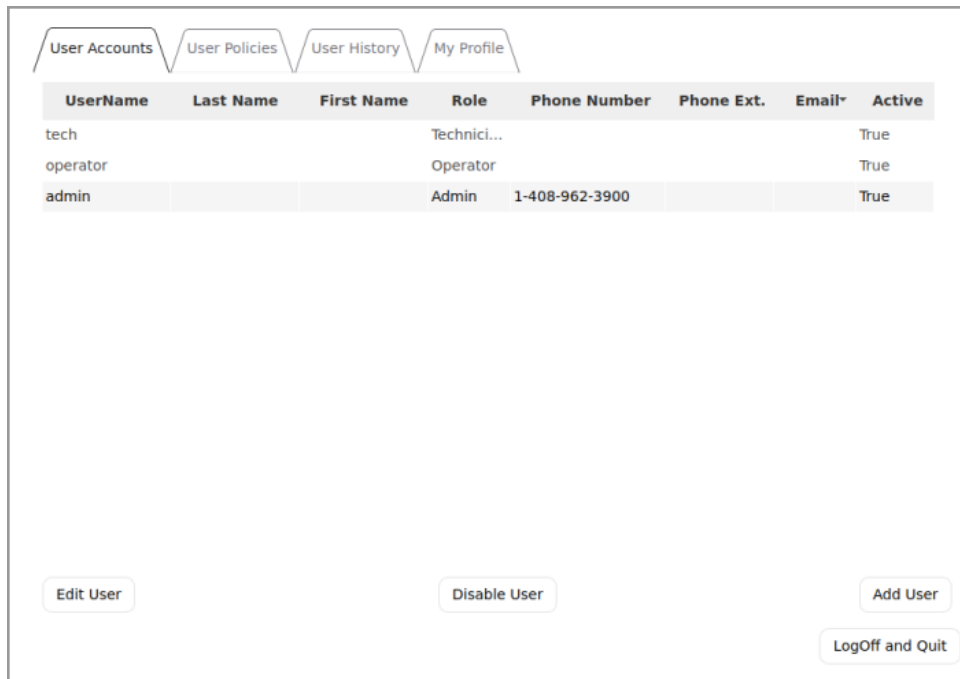 User Accounts User Policies User History My Profile
UserName Last Name First Name Role Phone Number Phone Ext. Email Active
tech Technici... True
operator Operator True
admin Admin 1-408-962-3900 True
Edit User Disable User Add User
LogOff and Quit